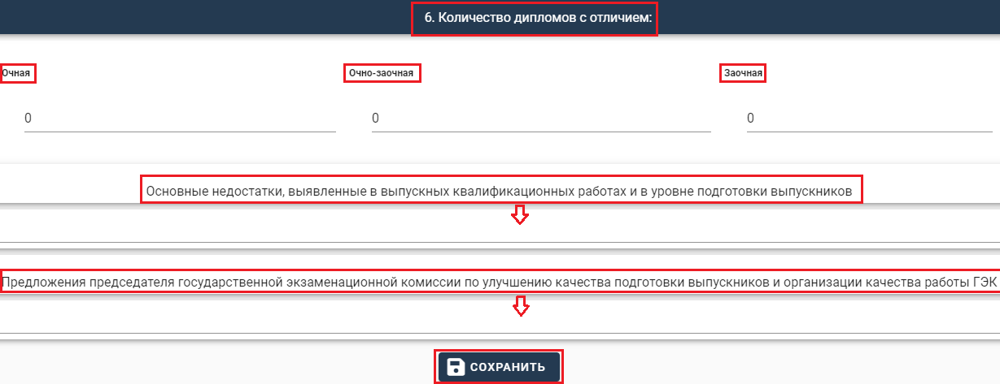 6. Количество дипломов с отличием:
Очная Очно-заочная Заочная
0 0 0
Основные недостатки, выявленные в выпускных квалификационных работах и в уровне подготовки выпускников
Предложения председателя государственной экзаменационной комиссии по улучшению качества подготовки выпускников и организации качества работы ГЭК
СОХРАНИТЬ